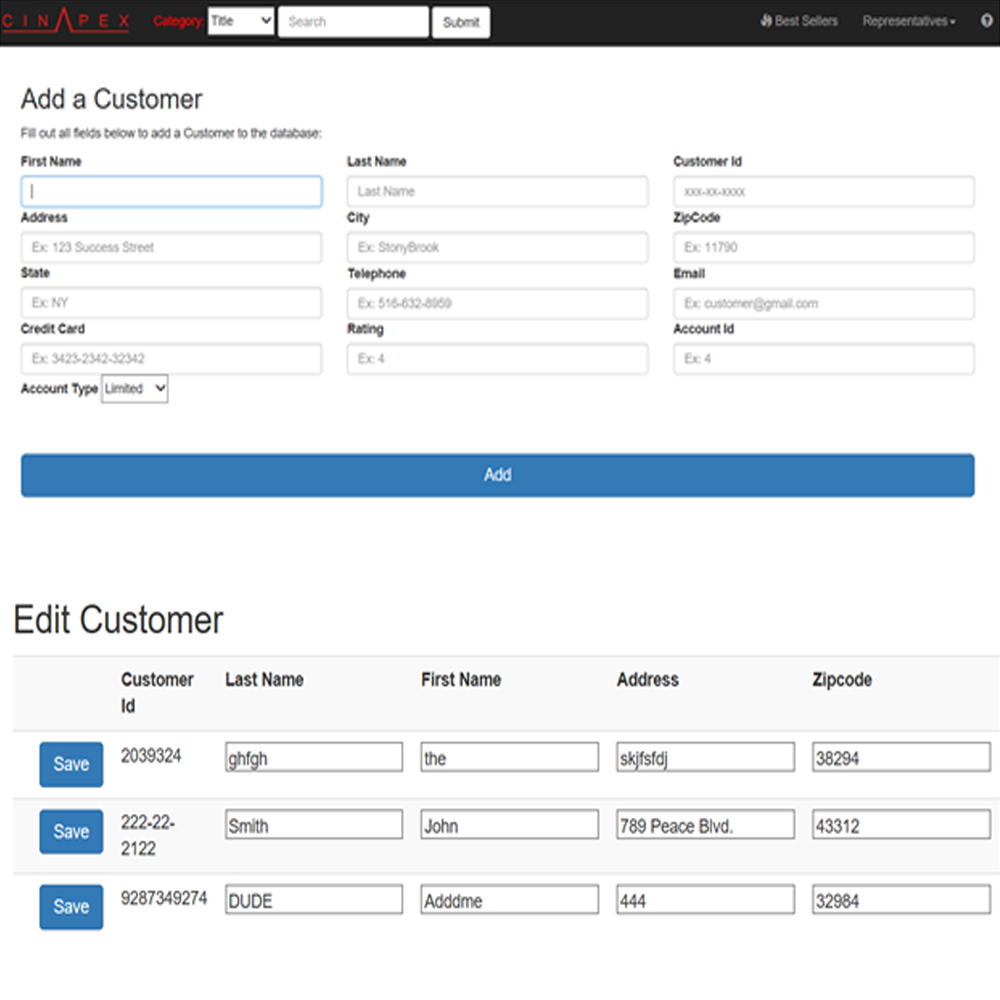 CINAPEX Category: Title Search Submit Best Sellers Representatives
Add a Customer
Fill out all fields below to add a Customer to the database:
First Name Last Name Customer Id
Last Name xxx-xx-xxxx
Address City ZipCode
Ex: 123 Success Street Ex: StonyBrook Ex: 11790
State Telephone Email
Ex: NY Ex: 516-632-8959 Ex: customer@gmail.com
Credit Card Rating Account Id
Ex: 3423-2342-32342 Ex: 4 Ex: 4
Account Type Limited
Add
Edit Customer
Customer Last Name First Name Address Zipcode
Id
Save 2039324 ghfgh the skjfsfdj 38294
Save 222-22- Smith John 789 Peace Blvd. 43312
2122
Save 9287349274 DUDE Adddme 444 32984